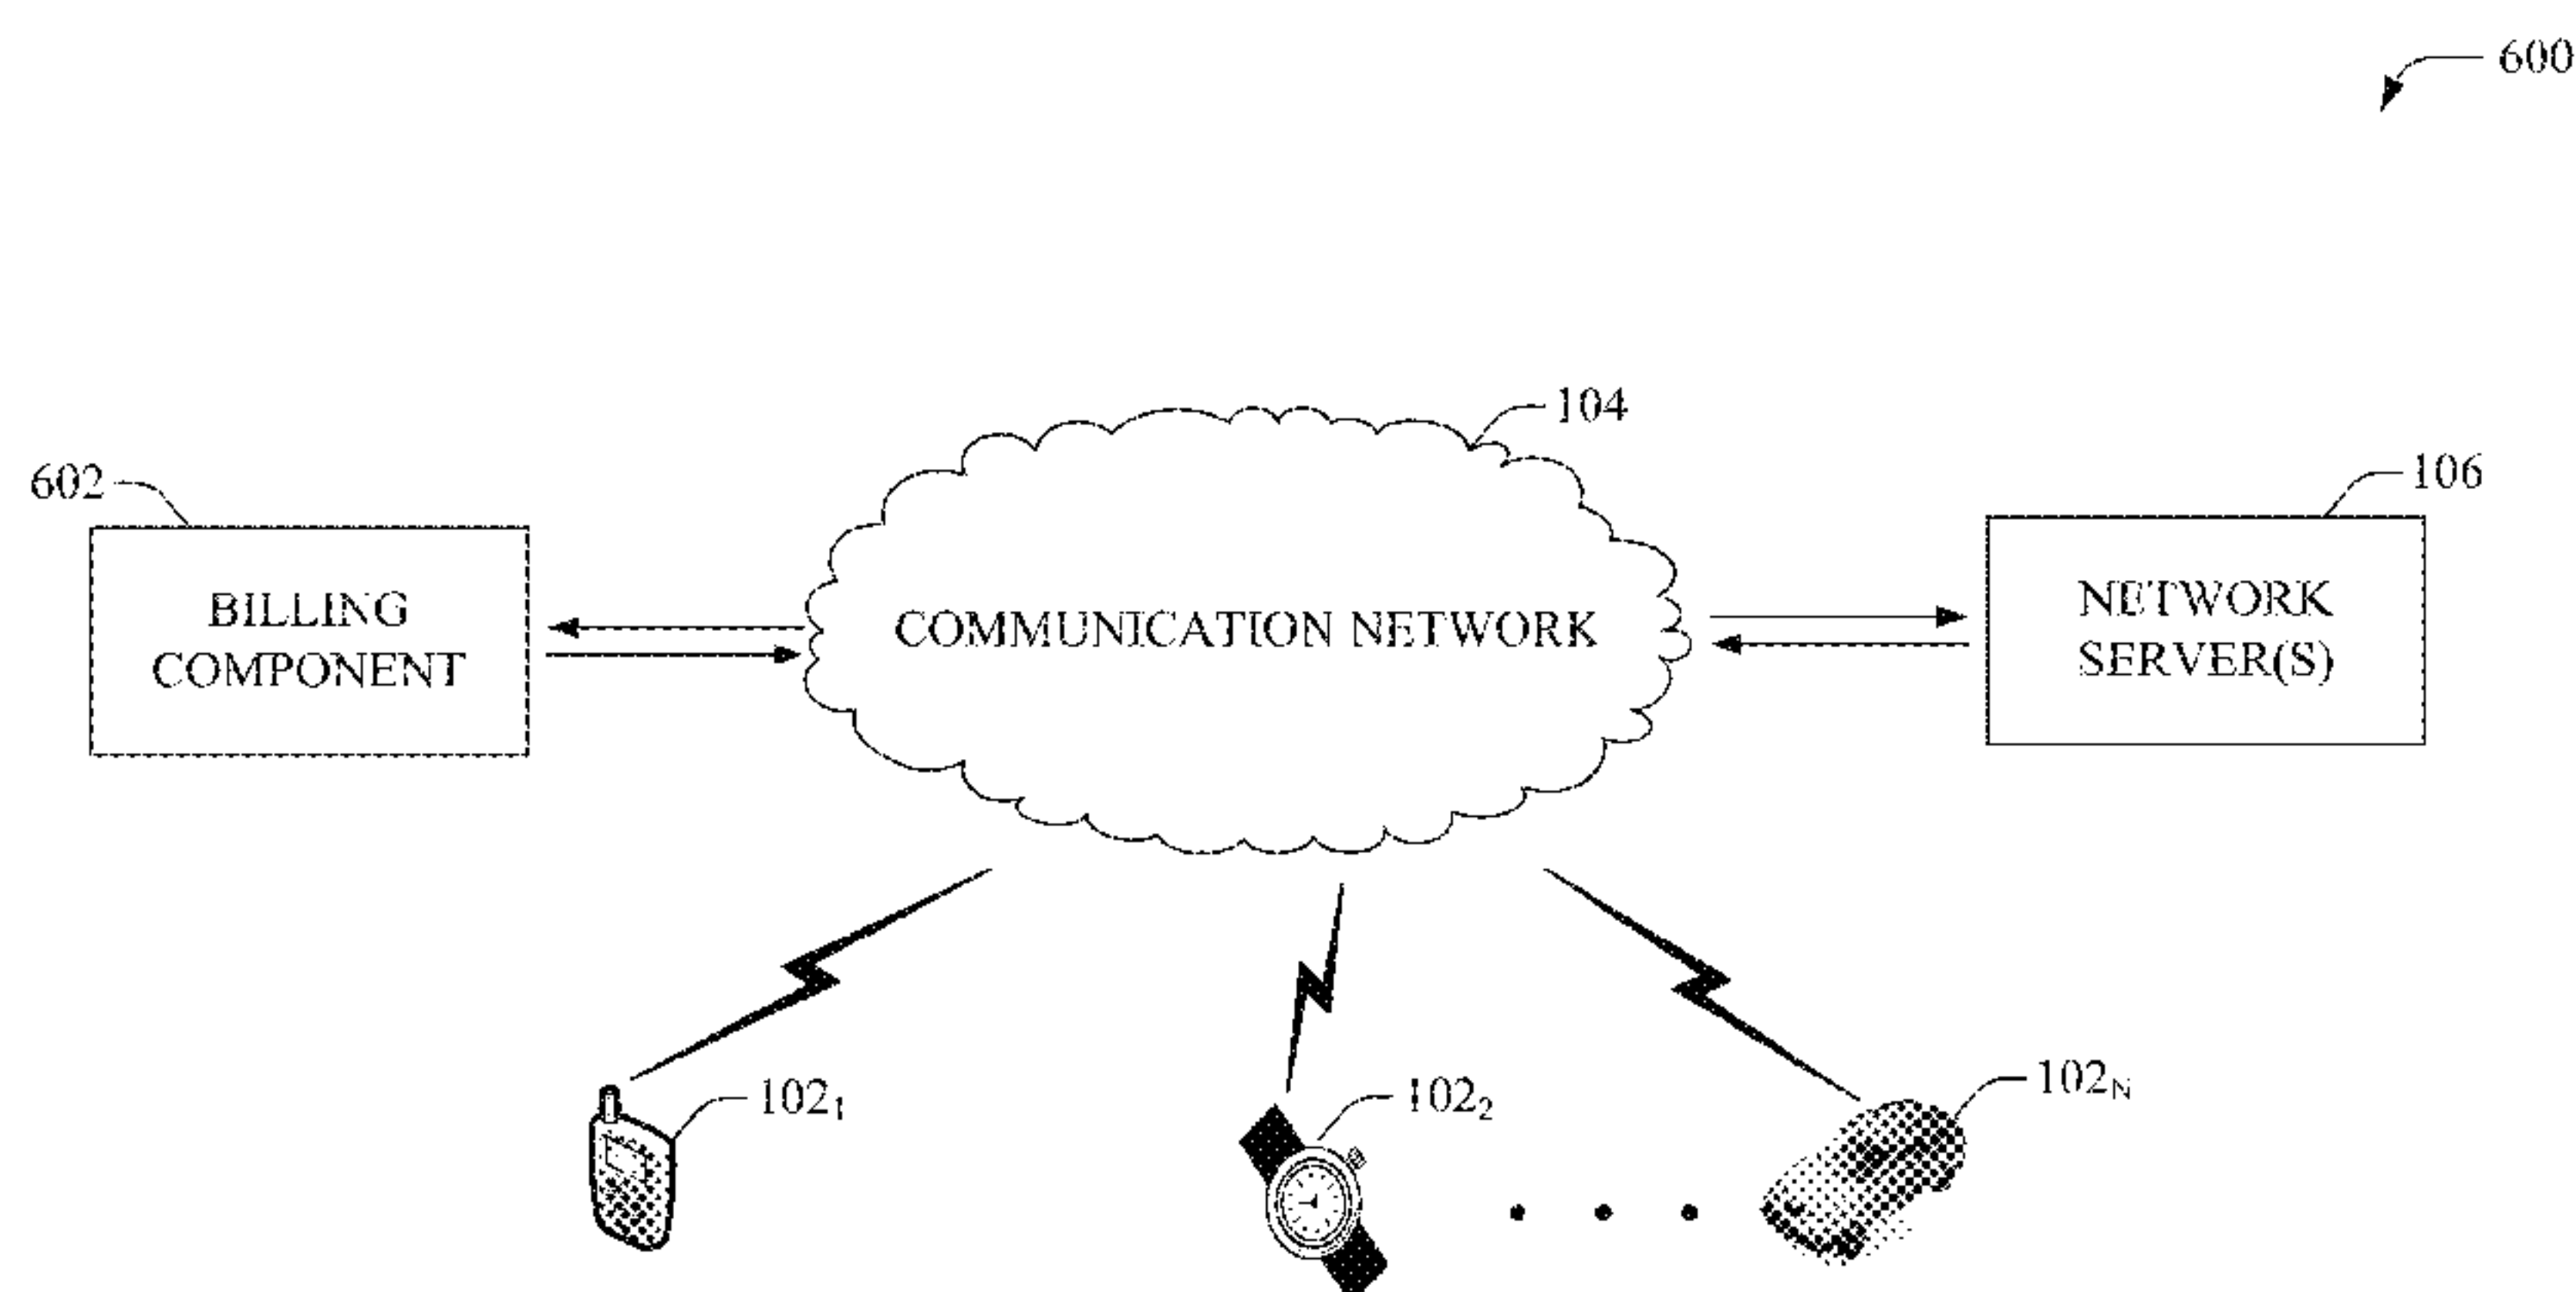 600
104
602
106
BILLING
COMPONENT
COMMUNICATION NETWORK
NETWORK
SERVER(S)
102₁
102₂
102ₙ